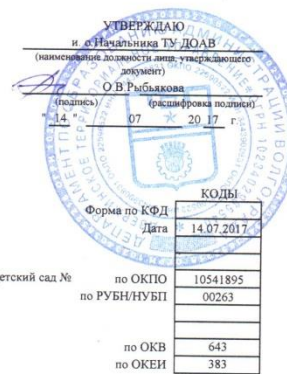 УТВЕРЖДАЮ
и. о. Начальника ТУ ДОАВ
(наименование должности лица, утверждающего
документ)
О.В.Рыбьякова
(подпись) (расшифровка подписи)
" 14 " 07 20 17 г
КОДЫ
Форма по КФД
Дата 14.07.2017
етский сад № по ОКПО 10541895
по РУБН/НУБП 00263
по ОКВ 643
по ОКЕИ 383